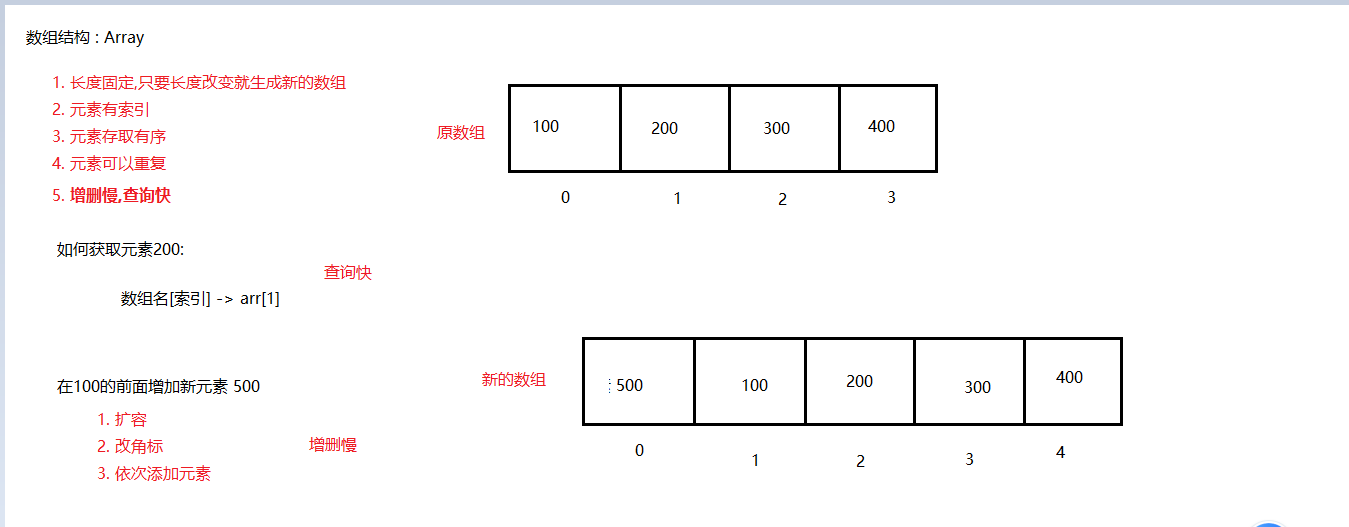 数组结构 : Array
1. 长度固定,只要长度改变就生成新的数组
2. 元素有索引
3. 元素存取有序
4. 元素可以重复
5. 增删慢,查询快
原数组
100 200 300 400
0 1 2 3
如何获取元素200:
查询快
数组名[索引] -> arr[1]
在100的前面增加新元素 500
1. 扩容
2. 改角标
3. 依次添加元素
增删慢
新的数组
500 100 200 300 400
0 1 2 3 4